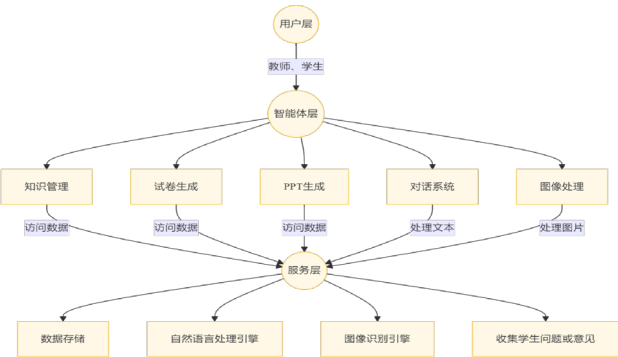 用户层
教师、学生
智能体层
知识管理
试卷生成
PPT生成
对话系统
图像处理
访问数据
访问数据
访问数据
处理文本
处理图片
服务层
数据存储
自然语言处理引擎
图像识别引擎
收集学生问题或意见